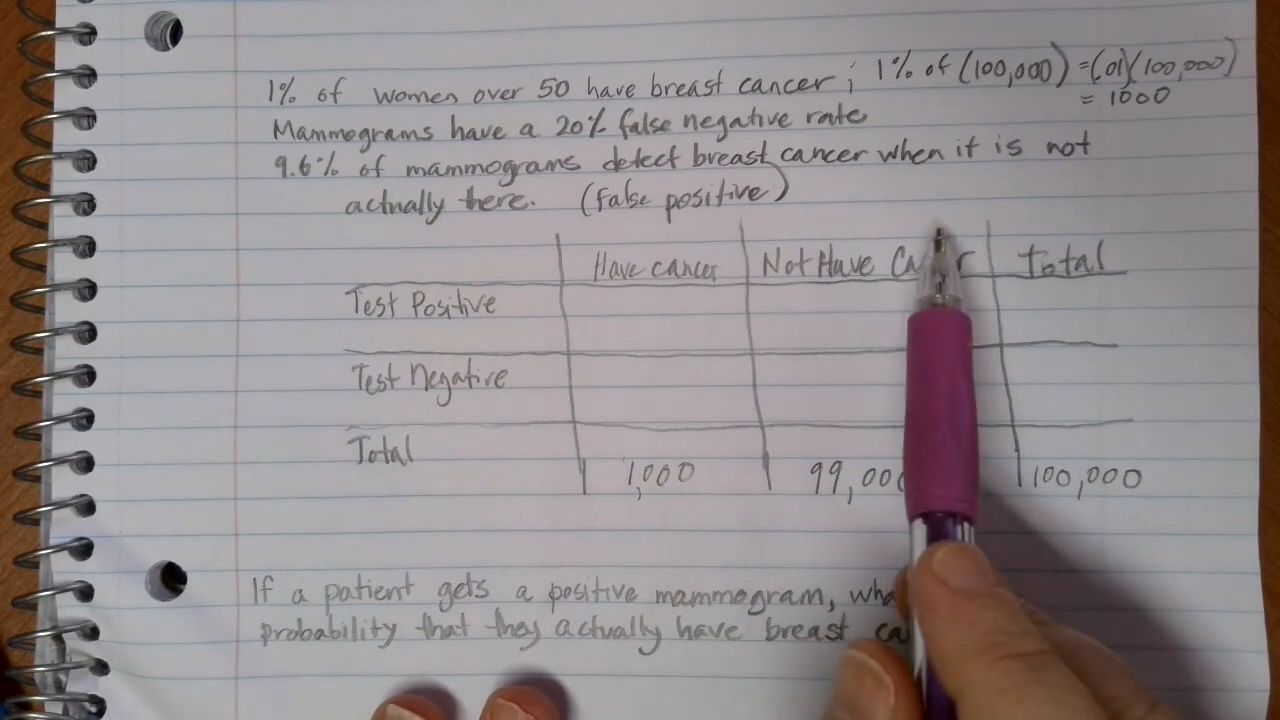 1% of women over 50 have breast cancer; 1% of (100,000) = (.01)(100,000)
= 1000
Mammograms have a 20% false negative rate
9.6% of mammograms detect breast cancer when it is not
actually there. (False positive)
Have cancer Not Have Total
Test Positive
Test Negative
Total
1,000 99,00 100,000
If a patient gets a positive mammogram,
probability that they actually have breast